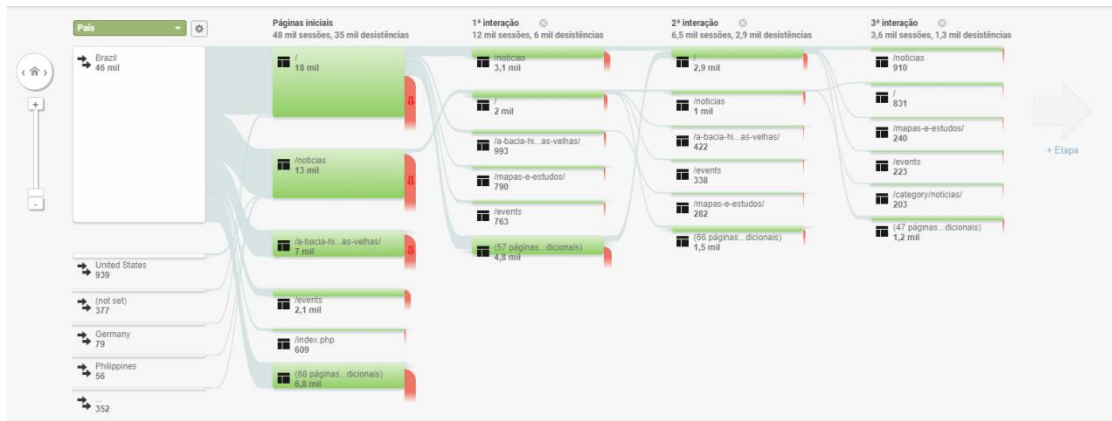 País
Brazil
46 mil
United States
939
(not set)
377
Germany
79
Philippines
56
...
352
Páginas iniciais
48 mil sessões, 35 mil desistências
/
18 mil
/noticias
13 mil
/a-bacia-hi...as-velhas/
7 mil
/events
2,1 mil
/index.php
609
(68 páginas...dicionais)
6,8 mil
1ª interação
12 mil sessões, 6 mil desistências
/noticias
3,1 mil
/
2 mil
/a-bacia-hi...as-velhas/
993
/mapas-e-estudos/
790
/events
763
(57 páginas...dicionais)
4,8 mil
2ª interação
6,5 mil sessões, 2,9 mil desistências
/
2,9 mil
/noticias
1 mil
/a-bacia-hi...as-velhas/
422
/events
338
/mapas-e-estudos/
282
(66 páginas...dicionais)
1,5 mil
3ª interação
3,6 mil sessões, 1,3 mil desistências
/noticias
910
/
831
/mapas-e-estudos/
240
/events
223
/category/noticias/
203
(47 páginas...dicionais)
1,2 mil
+ Etapa